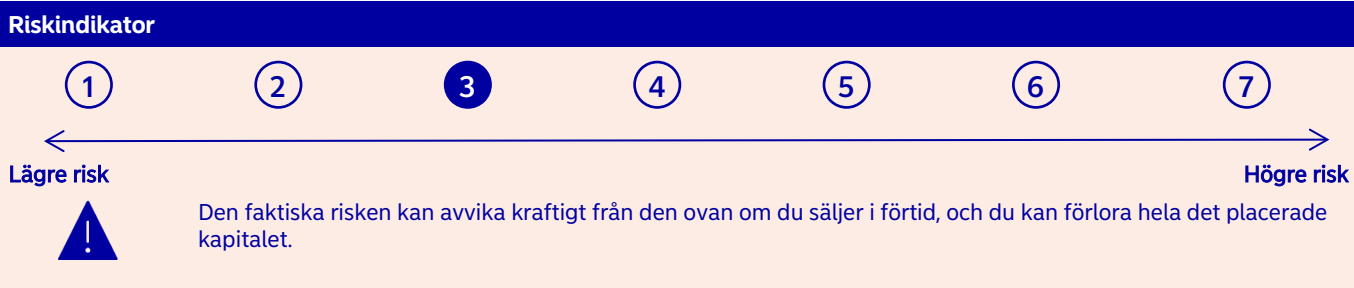 Riskindikator
1 2 3 4 5 6 7
Lägre risk Högre risk
Den faktiska risken kan avvika kraftigt från den ovan om du säljer i förtid, och du kan förlora hela det placerade
kapitalet.